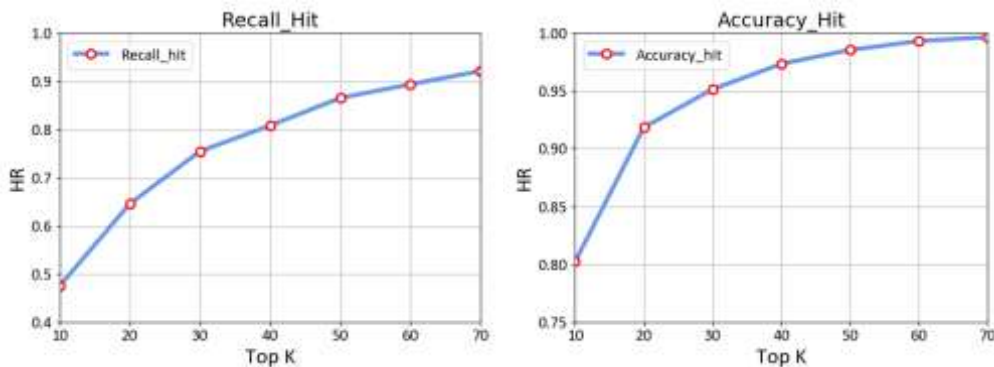 Recall_Hit
1.0
0.9
0.8
0.7
0.6
0.5
0.4
HR
Recall_hit
10 20 30 40 50 60 70
Top K
Accuracy_Hit
1.00
0.95
0.90
0.85
0.80
0.75
HR
Accuracy_hit
10 20 30 40 50 60 70
Top K